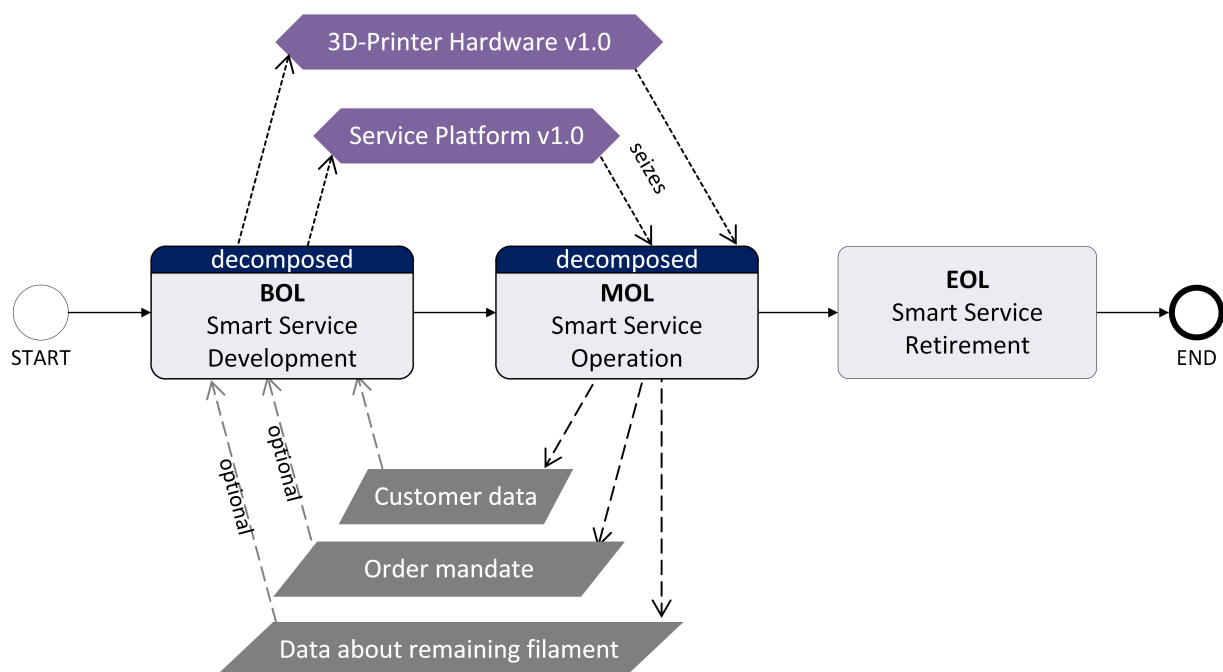 3D-Printer Hardware v1.0
Service Platform v1.0
seizes
decomposed
BOL
Smart Service
Development
decomposed
MOL
Smart Service
Operation
EOL
Smart Service
Retirement
START
END
optional
optional
Customer data
Order mandate
Data about remaining filament